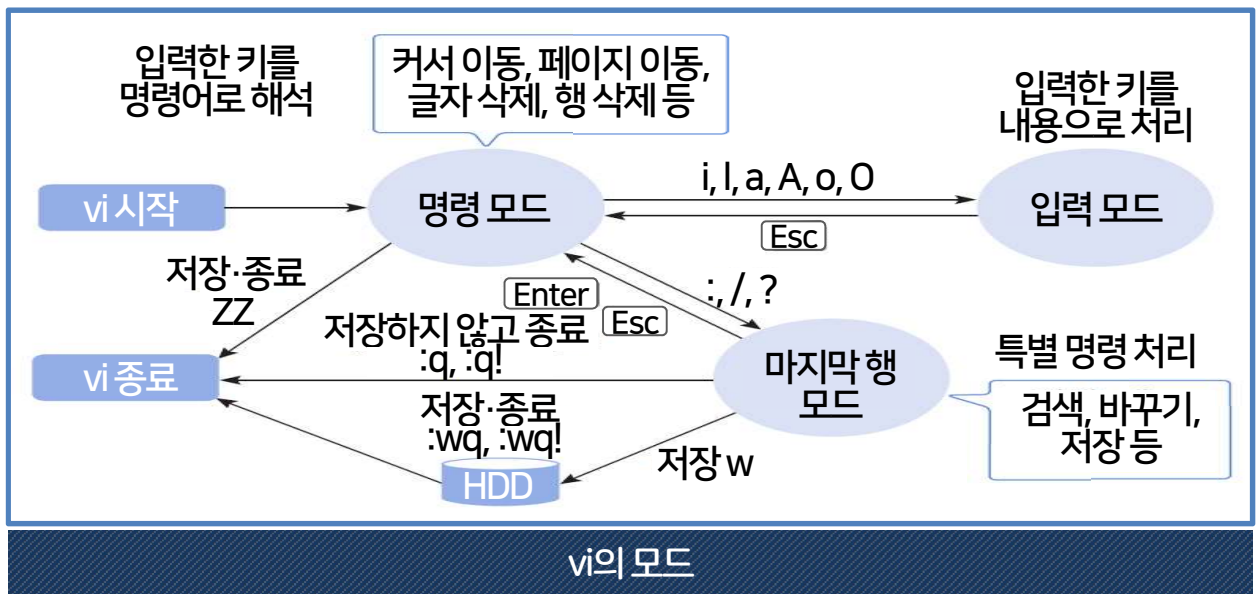 입력한 키를
명령어로 해석
커서 이동, 페이지 이동,
글자 삭제, 행 삭제 등
입력한 키를
내용으로 처리
vi 시작
명령 모드
i, I, a, A, o, O
Esc
입력 모드
저장·종료
ZZ
Enter
Esc
:, /, ?
저장하지 않고 종료
:q, :q!
vi 종료
마지막 행
모드
특별 명령 처리
검색, 바꾸기,
저장 등
저장·종료
:wq, :wq!
저장 w
HDD
vi의 모드